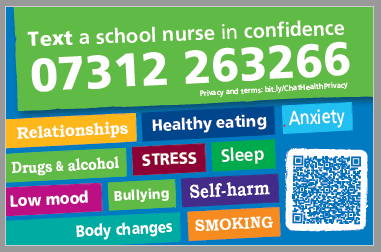 Text a school nurse in confidence
07312 263266
Privacy and terms: bit.ly/ChatHealthPrivacy
Relationships
Healthy eating
Anxiety
Drugs & alcohol
STRESS
Sleep
Low mood
Bullying
Self-harm
Body changes
SMOKING